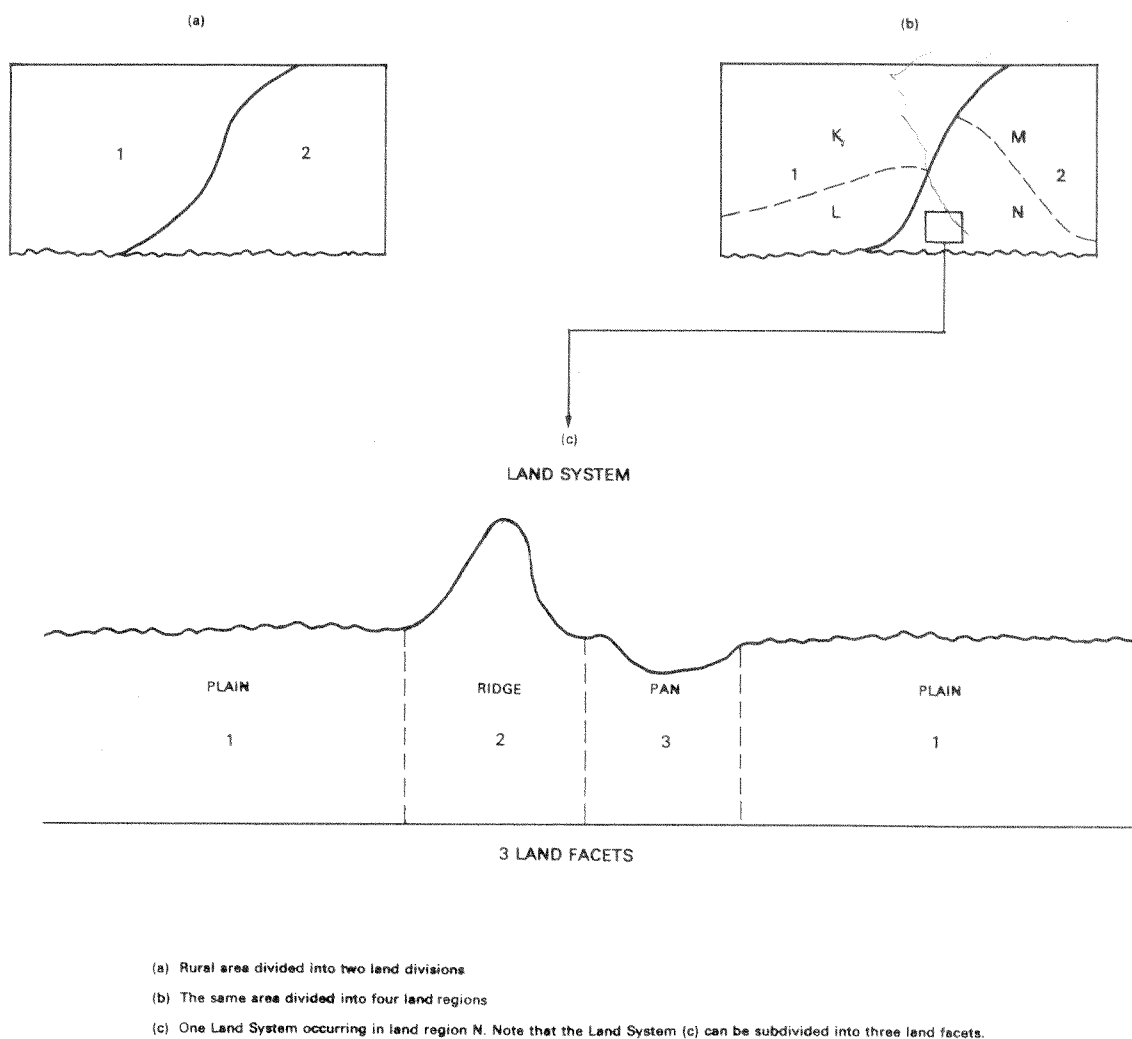 (a)
(b)
1
2
K
M
1
2
L
N
(c)
LAND SYSTEM
PLAIN
RIDGE
PAN
PLAIN
1
2
3
1
3 LAND FACETS
(a) Rural area divided into two land divisions
(b) The same area divided into four land regions
(c) One Land System occurring in land region N. Note that the Land System (c) can be subdivided into three land facets.